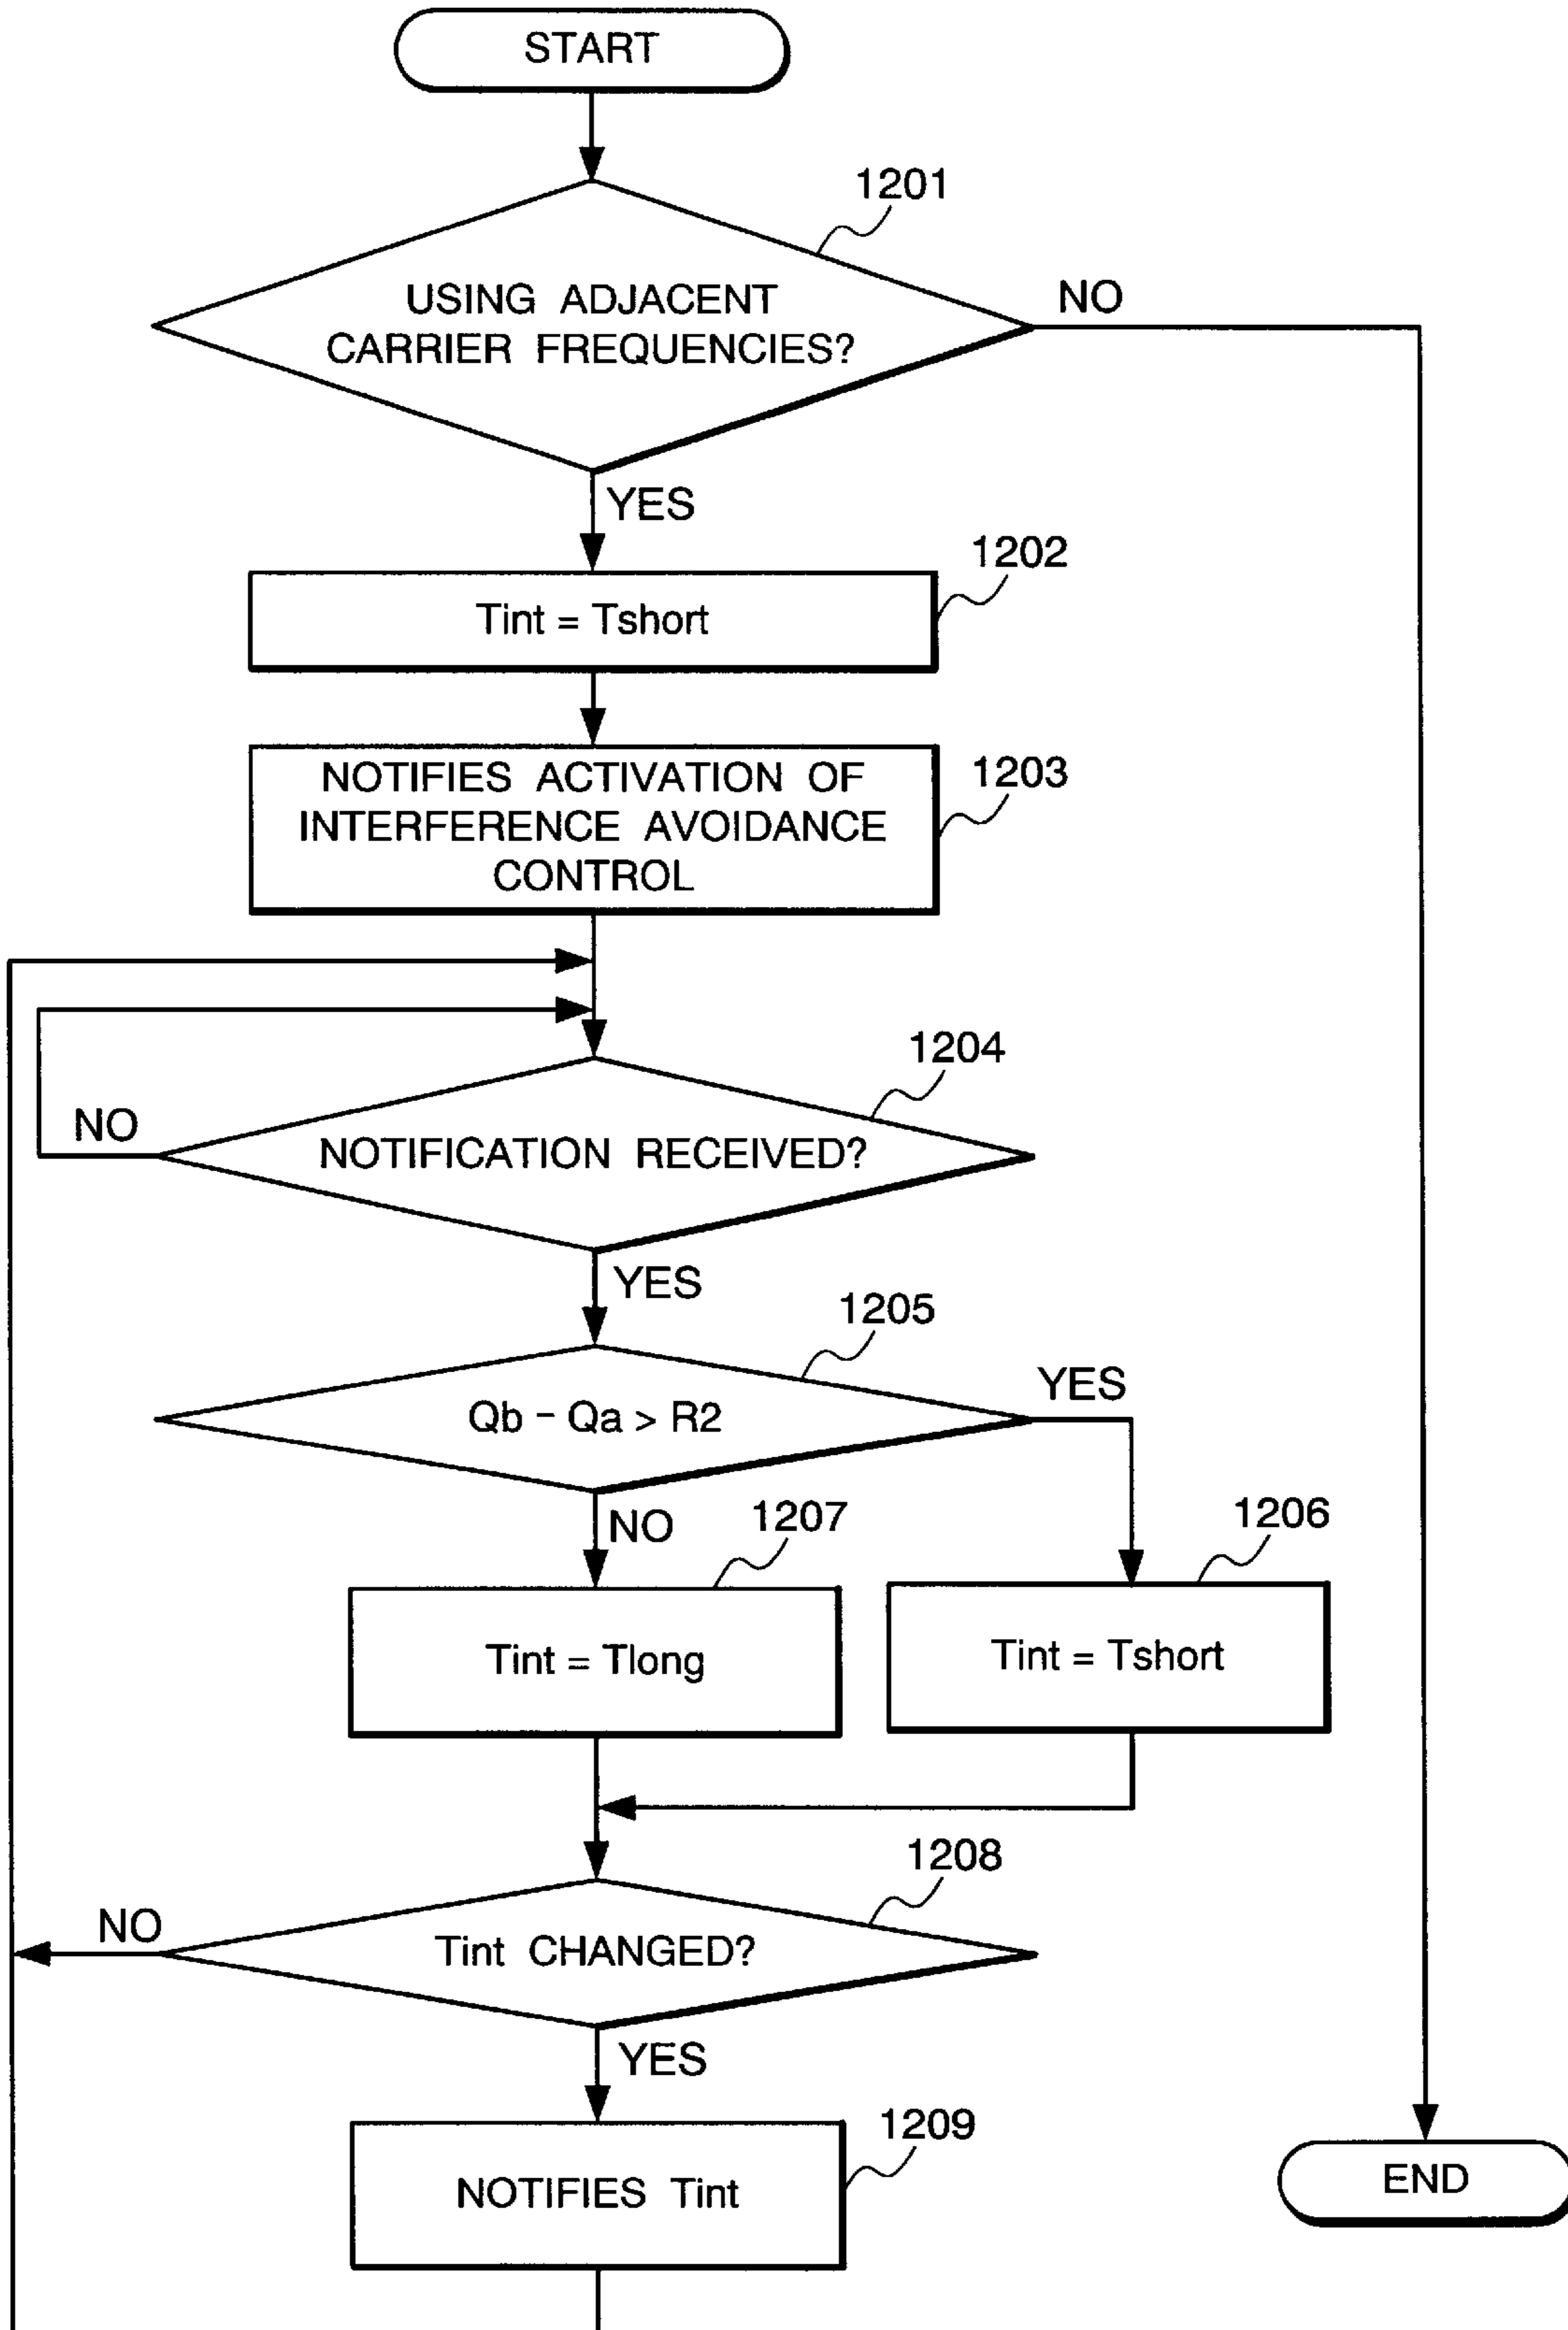 START
1201
USING ADJACENT
CARRIER FREQUENCIES?
NO
YES
1202
Tint = Tshort
1203
NOTIFIES ACTIVATION OF
INTERFERENCE AVOIDANCE
CONTROL
1204
NO
NOTIFICATION RECEIVED?
YES
1205
Qb - Qa > R2
YES
NO
1207
1206
Tint = Tlong
Tint = Tshort
1208
NO
Tint CHANGED?
YES
1209
NOTIFIES Tint
END